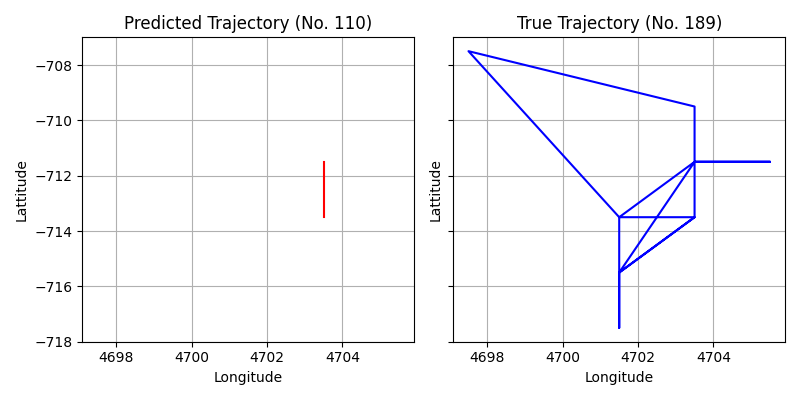 Predicted Trajectory (No. 110)
True Trajectory (No. 189)
Lattitude
−708
−710
−712
−714
−716
−718
4698
4700
4702
4704
Longitude
Lattitude
4698
4700
4702
4704
Longitude